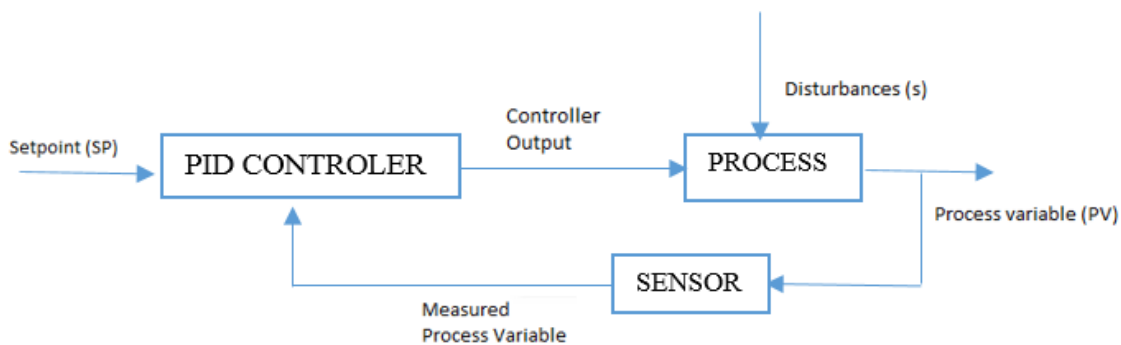 Disturbances (s)
Controller
Output
Setpoint (SP)
PID CONTROLER
PROCESS
Process variable (PV)
SENSOR
Measured
Process Variable